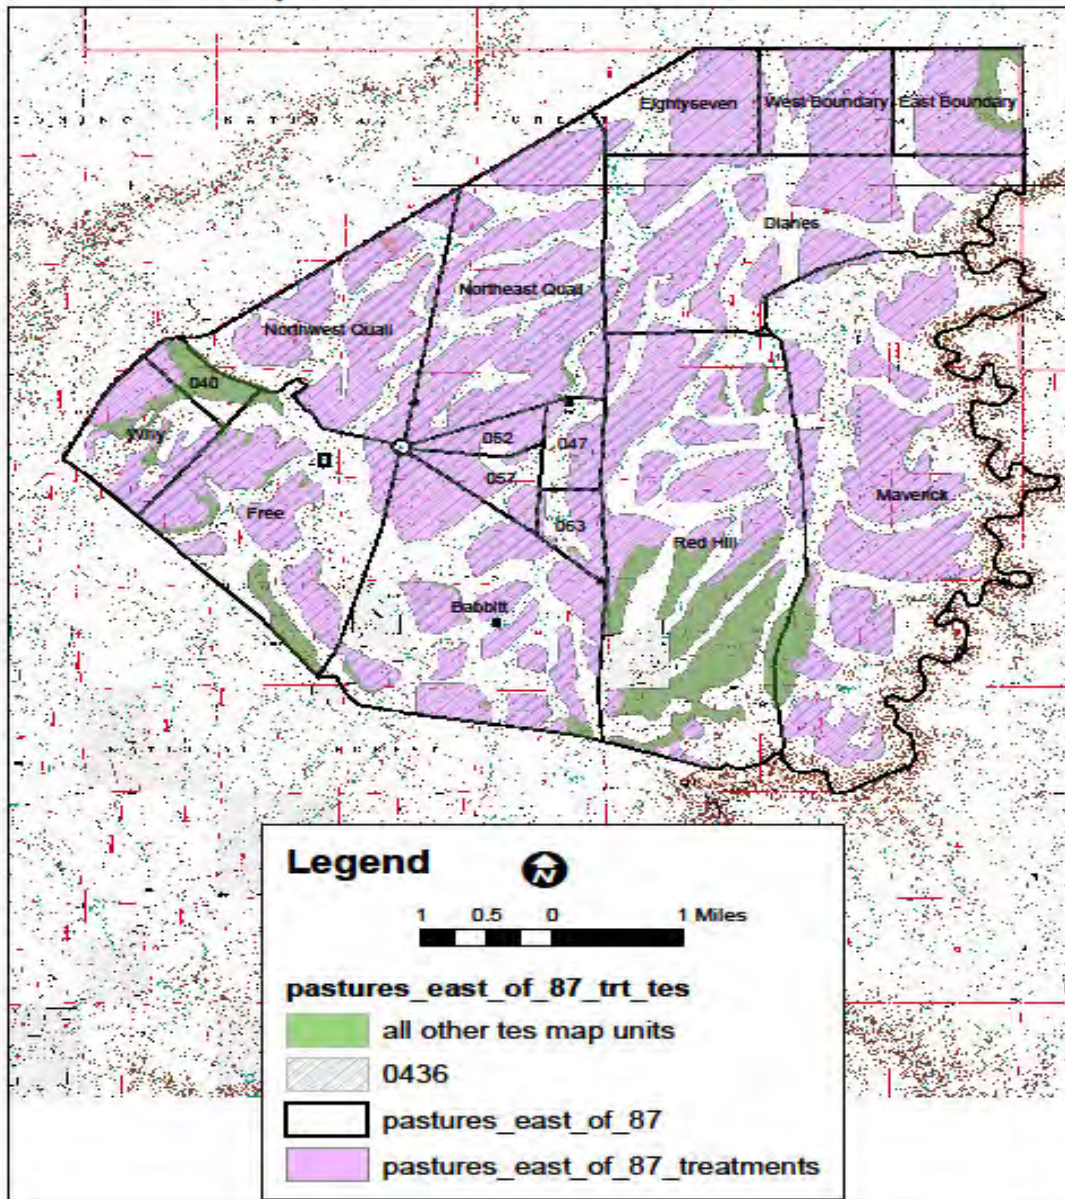 Eightyseven West Boundary East Boundary
Dianes
Northeast Quail
Northwest Quail
040
Willy
052
047
057
Maverick
Free
053
Red Hill
Babbitt
Legend
N
1 0.5 0 1 Miles
pastures_east_of_87_trt_tes
all other tes map units
0436
pastures_east_of_87
pastures_east_of_87_treatments